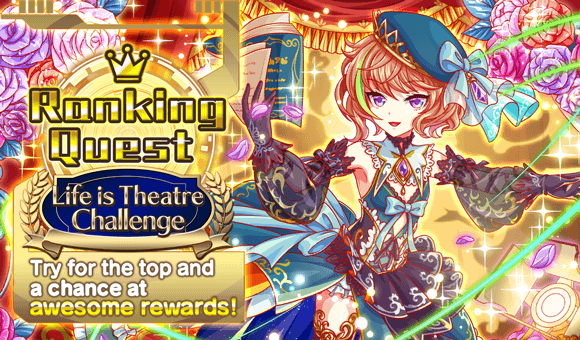 Ranking
Quest
Life is Theatre
Challenge
Try for the top and
a chance at
awesome rewards!